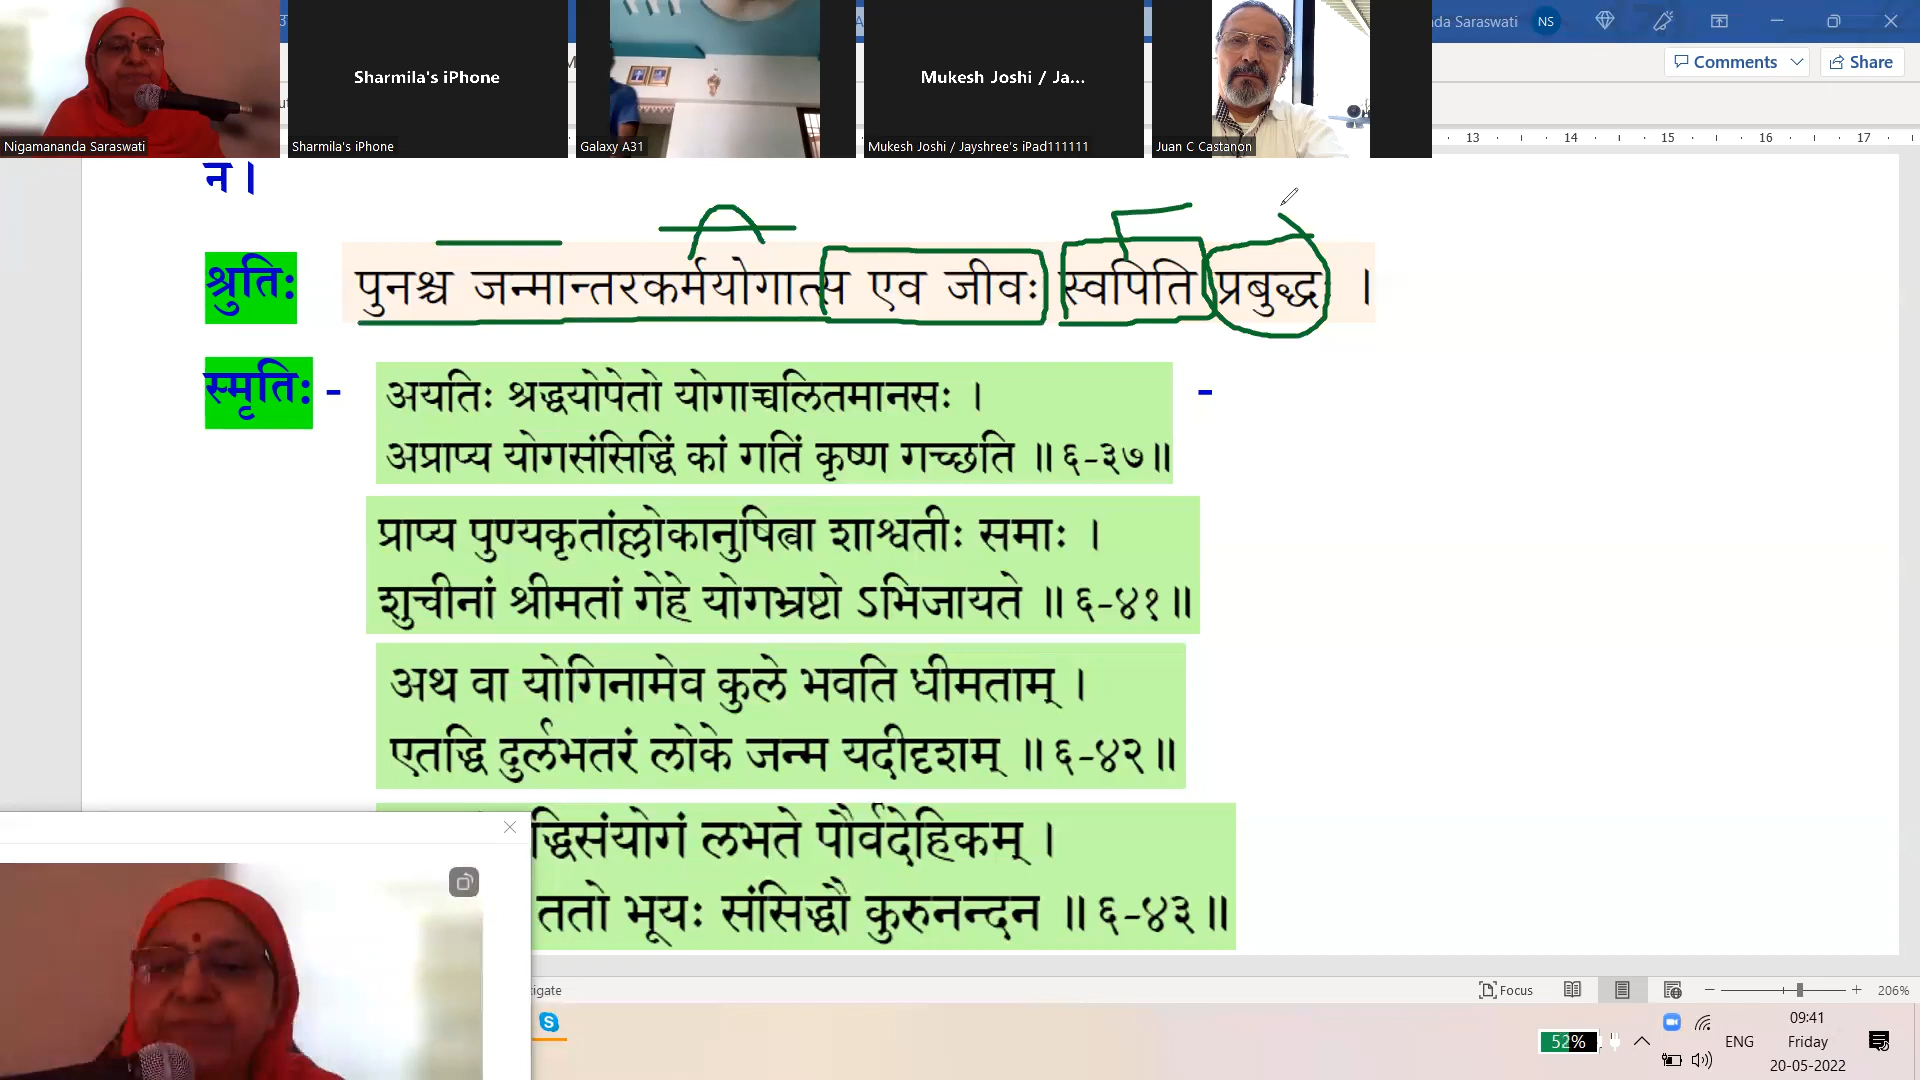 nda Saraswati NS
Sharmila's iPhone
Mukesh Joshi / Ja...
Comments
Share
Nigamananda Saraswati
Sharmila's iPhone
Galaxy A31
Mukesh Joshi / Jayshree's iPad111111
Juan C Castanon
13 14 15 16 17
न ।
श्रुतिः पुनश्च जन्मान्तरकर्मयोगात्स एव जीवः स्वपिति प्रबुद्ध ।
स्मृतिः - अयतिः श्रद्धयोपेतो योगाच्चलितमानसः । -
अप्राप्य योगसंसिद्धिं कां गतिं कृष्ण गच्छति ॥६-३७॥
प्राप्य पुण्यकृतांल्लोकानुषित्वा शाश्वतीः समाः ।
शुचीनां श्रीमतां गेहे योगभ्रष्टो ऽभिजायते ॥६-४१॥
अथ वा योगिनामेव कुले भवति धीमताम् ।
एतद्धि दुर्लभतरं लोके जन्म यदीदृशम् ॥६-४२॥
द्धिसंयोगं लभते पौर्वदेहिकम् ।
ततो भूयः संसिद्धौ कुरुनन्दन ॥६-४३॥
tigate
Focus
206%
52%
ENG
09:41
Friday
20-05-2022